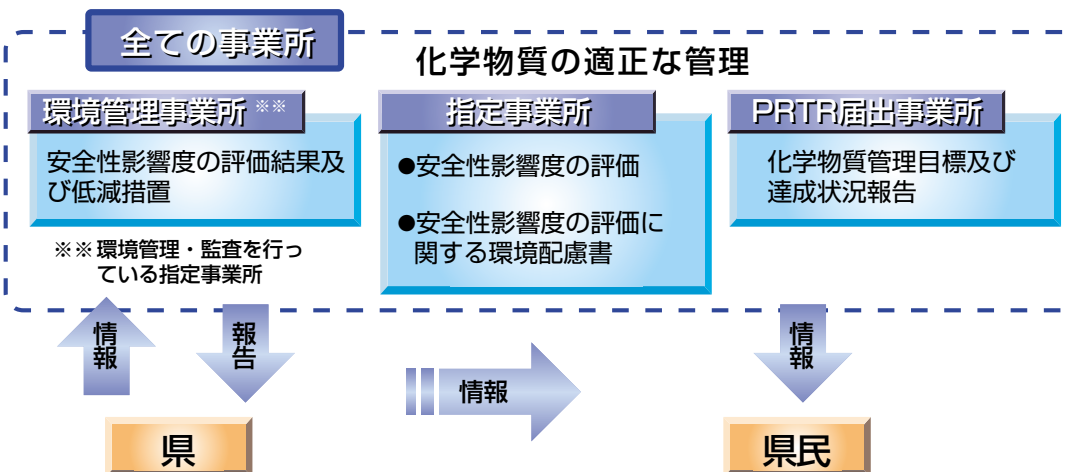 全ての事業所
化学物質の適正な管理
環境管理事業所 ※※
安全性影響度の評価結果及
び低減措置
※※環境管理・監査を行っ
ている指定事業所
指定事業所
●安全性影響度の評価
●安全性影響度の評価に
関する環境配慮書
PRTR届出事業所
化学物質管理目標及び
達成状況報告
情報
報告
情報
情報
県
県民